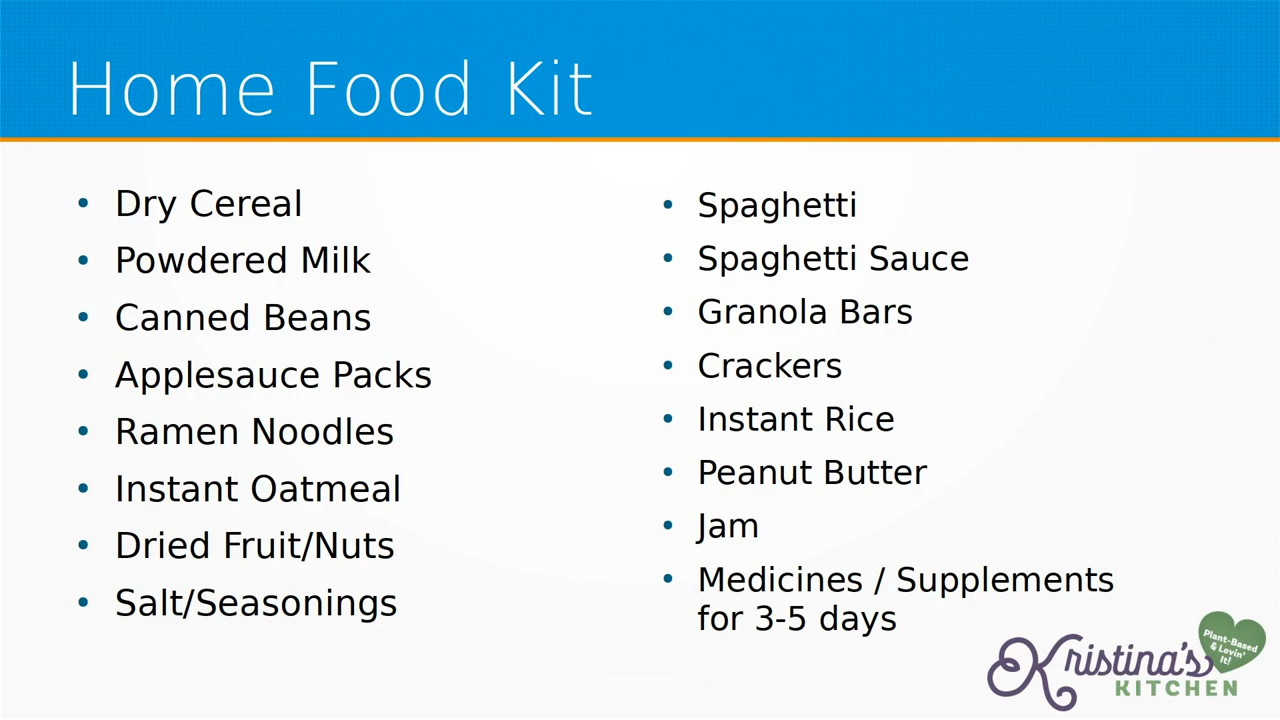 Home Food Kit
Dry Cereal
Powdered Milk
Canned Beans
Applesauce Packs
Ramen Noodles
Instant Oatmeal
Dried Fruit/Nuts
Salt/Seasonings
Spaghetti
Spaghetti Sauce
Granola Bars
Crackers
Instant Rice
Peanut Butter
Jam
Medicines / Supplements
for 3-5 days
Plant-Based
& Lovin'
It!
Kristina's
KITCHEN